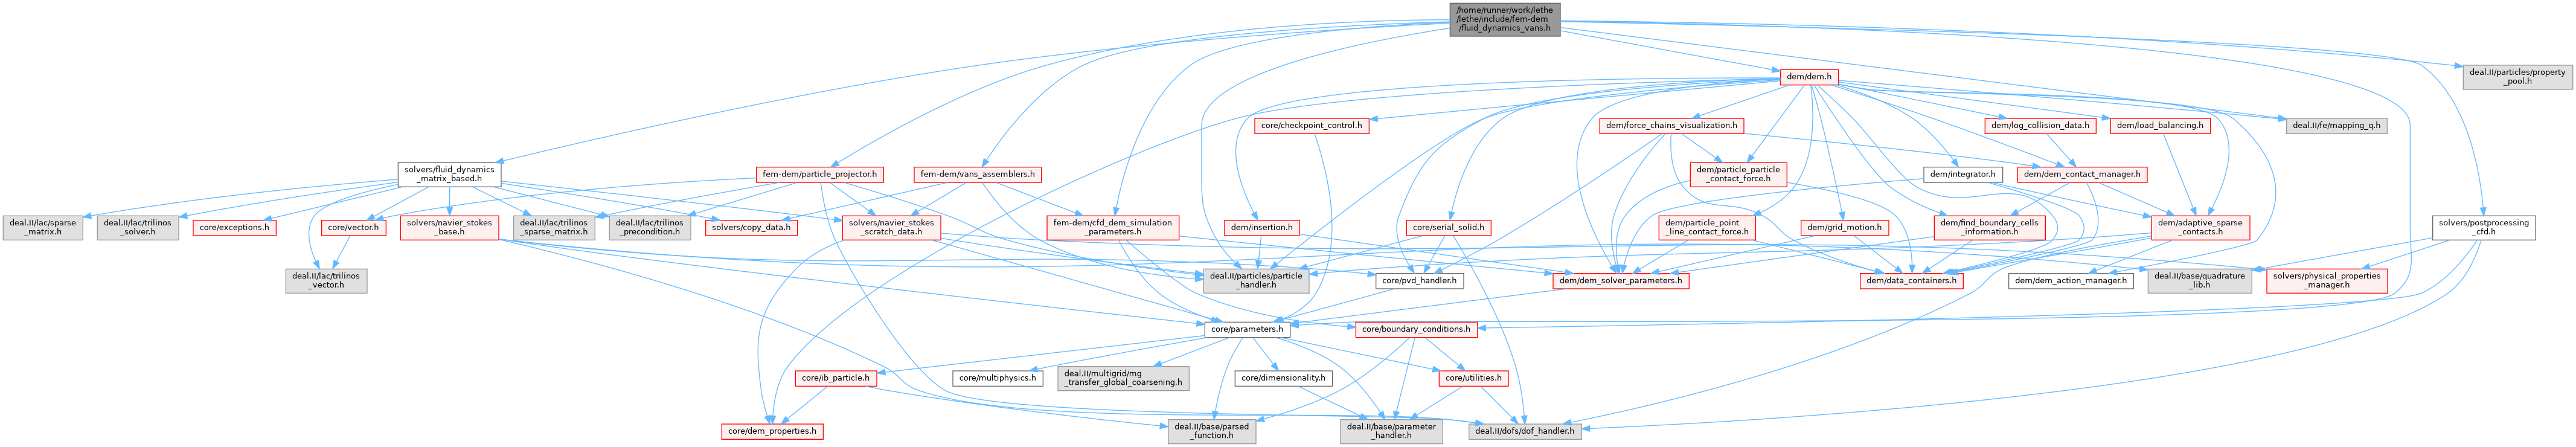 /home/runner/work/lethe
/lethe/include/fem-dem
/fluid_dynamics_vans.h
dem/dem.h
deal.II/particles/property
_pool.h
core/checkpoint_control.h
dem/force_chains_visualization.h
dem/log_collision_data.h
dem/load_balancing.h
deal.II/fe/mapping_q.h
solvers/fluid_dynamics
_matrix_based.h
fem-dem/particle_projector.h
fem-dem/vans_assemblers.h
dem/particle_particle
_contact_force.h
dem/integrator.h
dem/dem_contact_manager.h
deal.II/lac/sparse
_matrix.h
deal.II/lac/trilinos
_solver.h
core/exceptions.h
core/vector.h
solvers/navier_stokes
_base.h
deal.II/lac/trilinos
_sparse_matrix.h
deal.II/lac/trilinos
_precondition.h
solvers/copy_data.h
solvers/navier_stokes
_scratch_data.h
fem-dem/cfd_dem_simulation
_parameters.h
dem/insertion.h
core/serial_solid.h
dem/particle_point
_line_contact_force.h
dem/grid_motion.h
dem/find_boundary_cells
_information.h
dem/adaptive_sparse
_contacts.h
solvers/postprocessing
_cfd.h
deal.II/lac/trilinos
_vector.h
deal.II/particles/particle
_handler.h
core/pvd_handler.h
dem/dem_solver_parameters.h
dem/data_containers.h
dem/dem_action_manager.h
deal.II/base/quadrature
_lib.h
solvers/physical_properties
_manager.h
core/parameters.h
core/boundary_conditions.h
core/ib_particle.h
core/multiphysics.h
deal.II/multigrid/mg
_transfer_global_coarsening.h
core/dimensionality.h
core/utilities.h
core/dem_properties.h
deal.II/base/parsed
_function.h
deal.II/base/parameter
_handler.h
deal.II/dofs/dof_handler.h